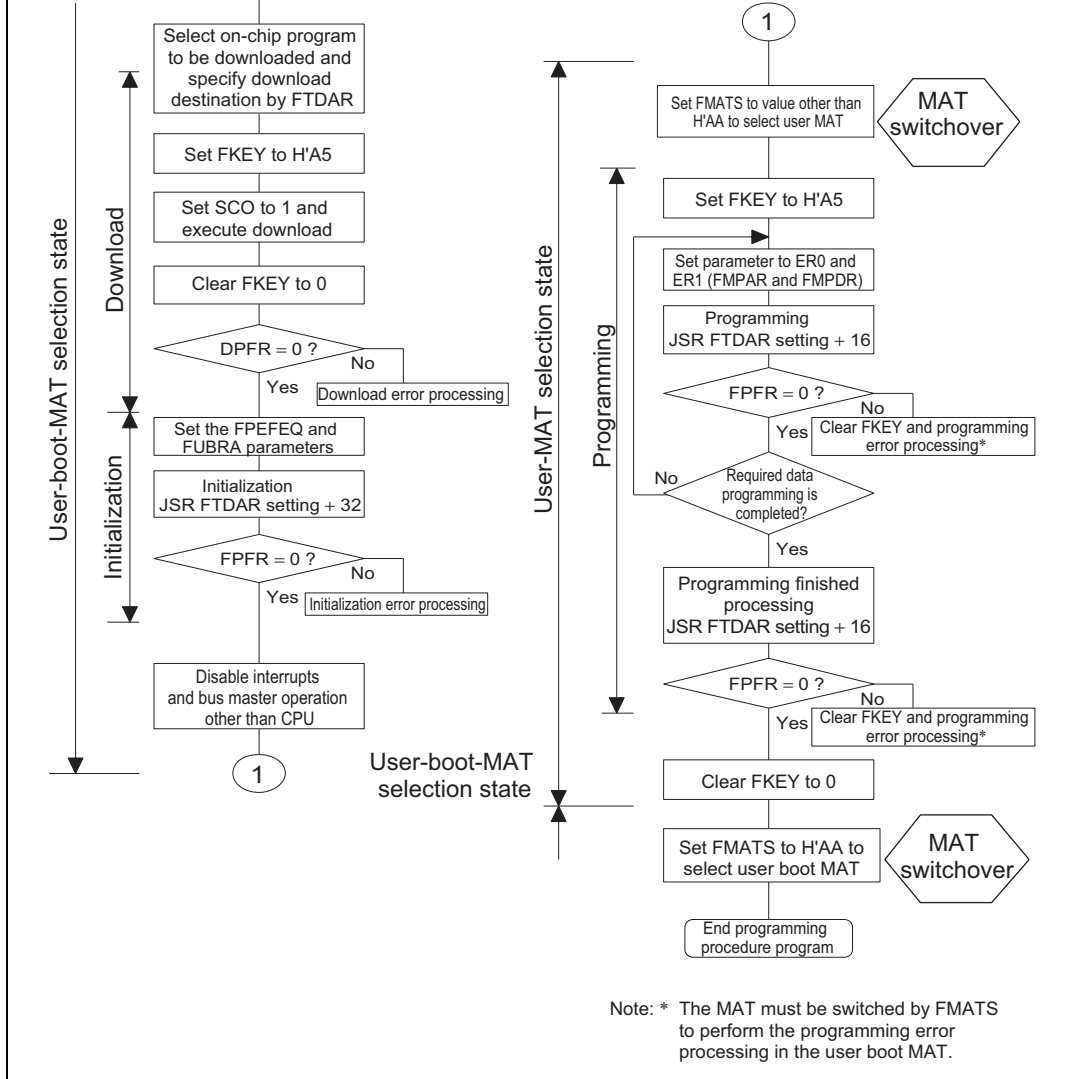 Select on-chip program
to be downloaded and
specify download
destination by FTDAR
Set FKEY to H'A5
Set SCO to 1 and
execute download
Clear FKEY to 0
DPFR = 0 ?
No
Yes
Download error processing
Set the FPEFEQ and
FUBRA parameters
Initialization
JSR FTDAR setting + 32
FPFR = 0 ?
No
Yes
Initialization error processing
Disable interrupts
and bus master operation
other than CPU
1
User-boot-MAT selection state
Download
Initialization
1
Set FMATS to value other than
H'AA to select user MAT
MAT
switchover
Set FKEY to H'A5
Set parameter to ER0 and
ER1 (FMPAR and FMPDR)
Programming
JSR FTDAR setting + 16
FPFR = 0 ?
No
Yes
Clear FKEY and programming
error processing*
No
Required data
programming is
completed?
Yes
Programming finished
processing
JSR FTDAR setting + 16
FPFR = 0 ?
No
Yes
Clear FKEY and programming
error processing*
Clear FKEY to 0
User-MAT selection state
Programming
User-boot-MAT
selection state
Set FMATS to H'AA to
select user boot MAT
MAT
switchover
End programming
procedure program
Note: * The MAT must be switched by FMATS
to perform the programming error
processing in the user boot MAT.